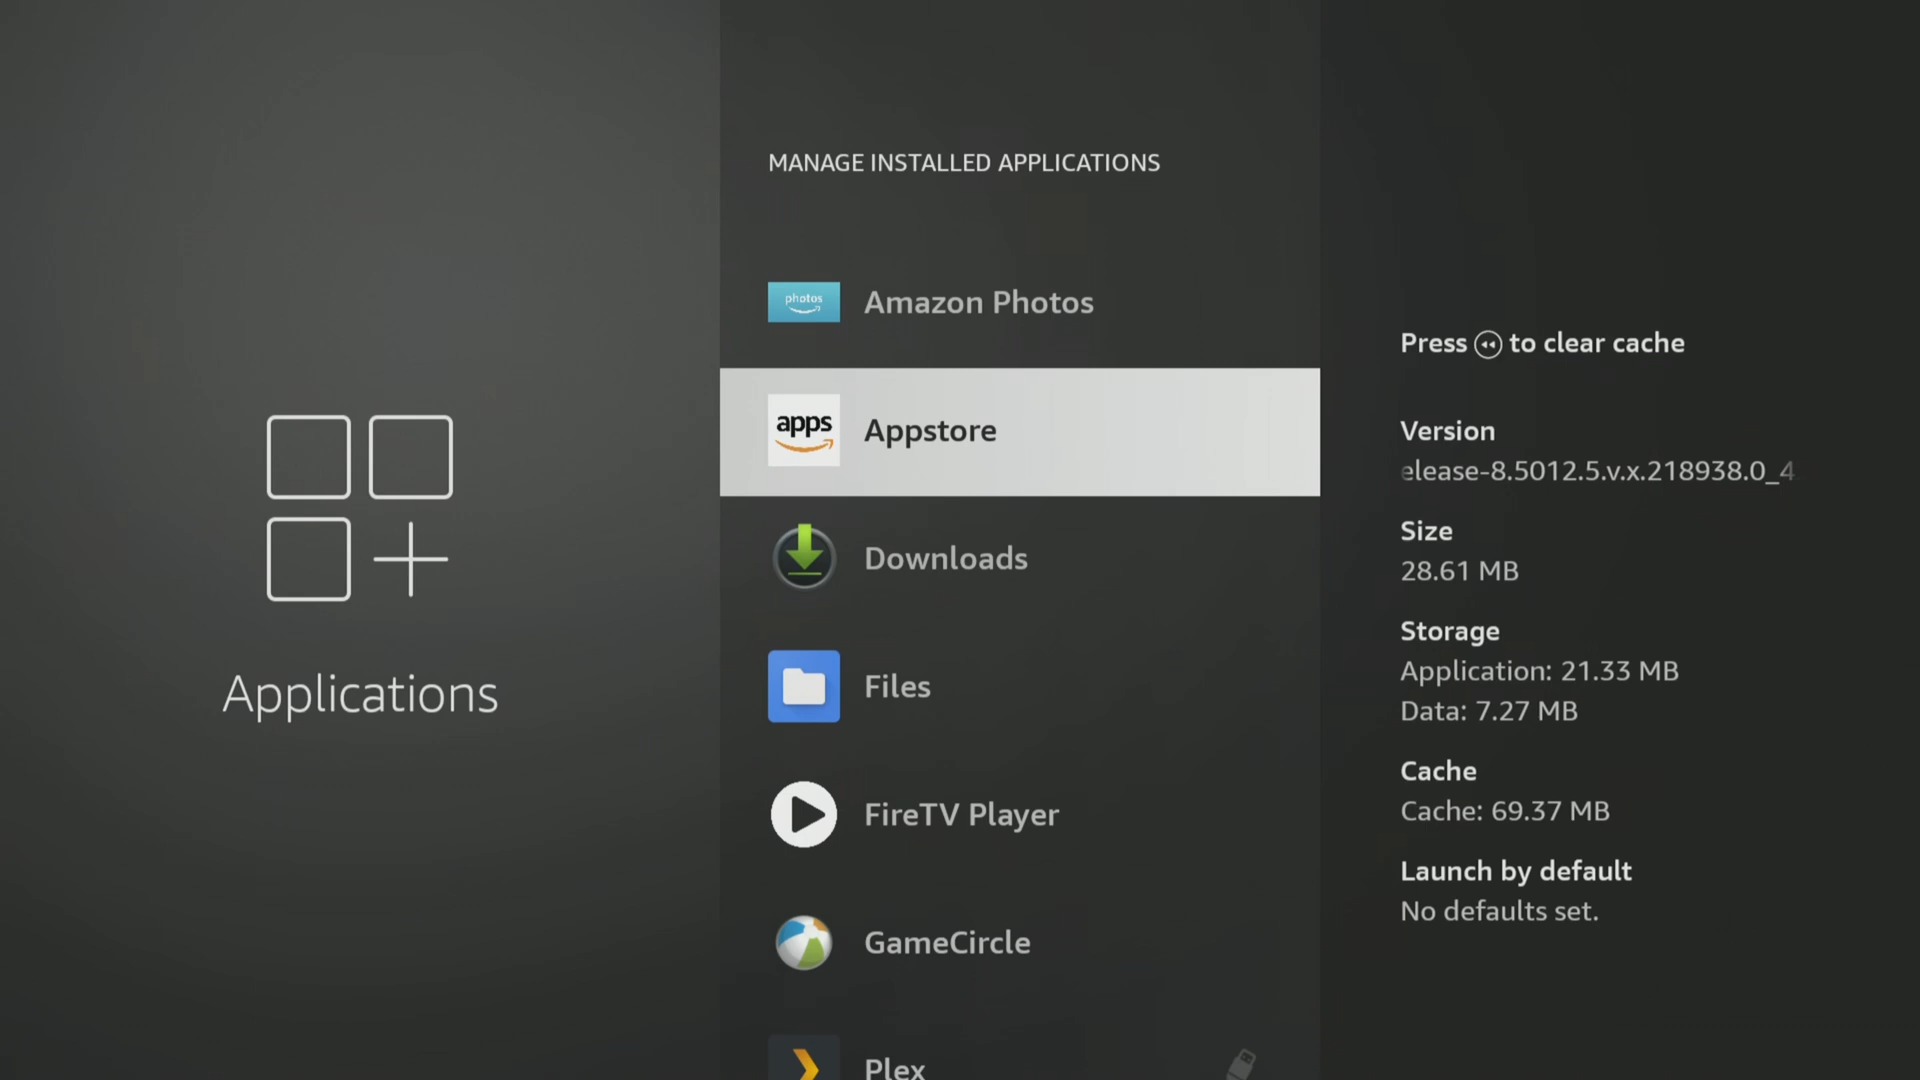 Applications
MANAGE INSTALLED APPLICATIONS
photos
Amazon Photos
apps
Appstore
Downloads
Files
FireTV Player
GameCircle
Plex
Press to clear cache
Version
elease-8.5012.5.v.x.218938.0_4
Size
28.61 MB
Storage
Application: 21.33 MB
Data: 7.27 MB
Cache
Cache: 69.37 MB
Launch by default
No defaults set.